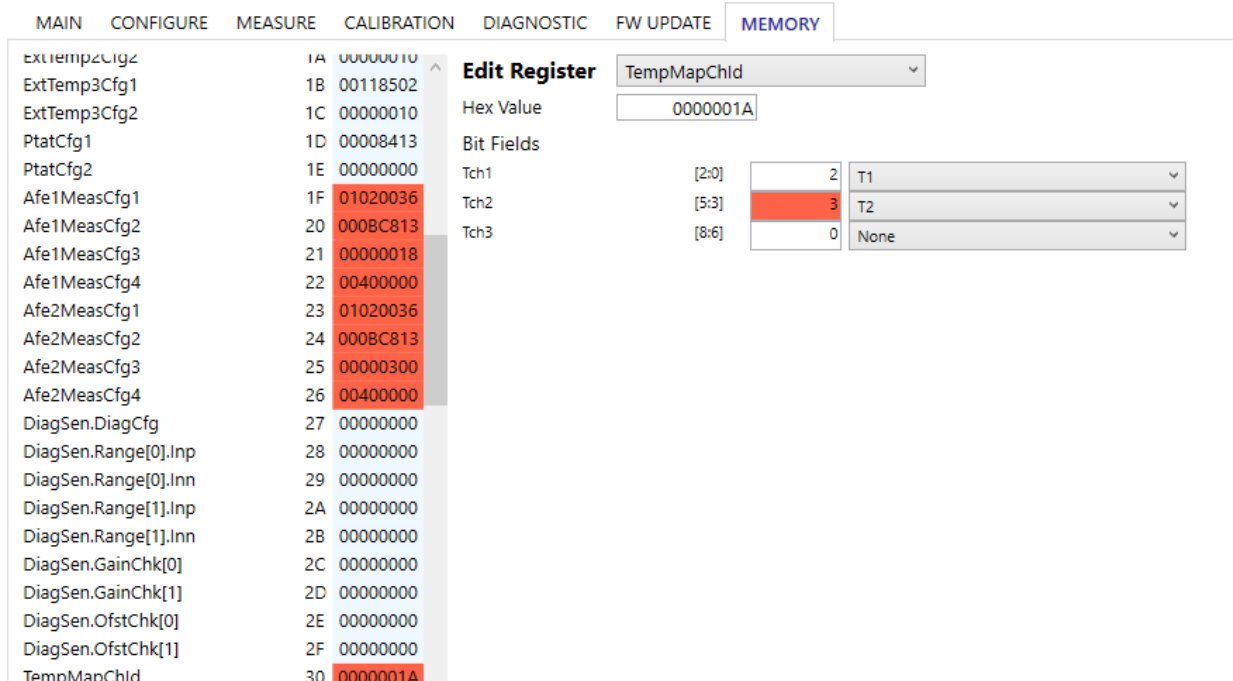 MAIN CONFIGURE MEASURE CALIBRATION DIAGNOSTIC FW UPDATE MEMORY
ExtTemp2Cfg2 1A 00000010
ExtTemp3Cfg1 1B 00118502
ExtTemp3Cfg2 1C 00000010
PtatCfg1 1D 00008413
PtatCfg2 1E 00000000
Afe1MeasCfg1 1F 01020036
Afe1MeasCfg2 20 000BC813
Afe1MeasCfg3 21 00000018
Afe1MeasCfg4 22 00400000
Afe2MeasCfg1 23 01020036
Afe2MeasCfg2 24 000BC813
Afe2MeasCfg3 25 00000300
Afe2MeasCfg4 26 00400000
DiagSen.DiagCfg 27 00000000
DiagSen.Range[0].Inp 28 00000000
DiagSen.Range[0].Inn 29 00000000
DiagSen.Range[1].Inp 2A 00000000
DiagSen.Range[1].Inn 2B 00000000
DiagSen.GainChk[0] 2C 00000000
DiagSen.GainChk[1] 2D 00000000
DiagSen.OfstChk[0] 2E 00000000
DiagSen.OfstChk[1] 2F 00000000
TempMapChId 30 0000001A
Edit Register TempMapChId
Hex Value 0000001A
Bit Fields
Tch1 [2:0] 2 T1
Tch2 [5:3] 3 T2
Tch3 [8:6] 0 None